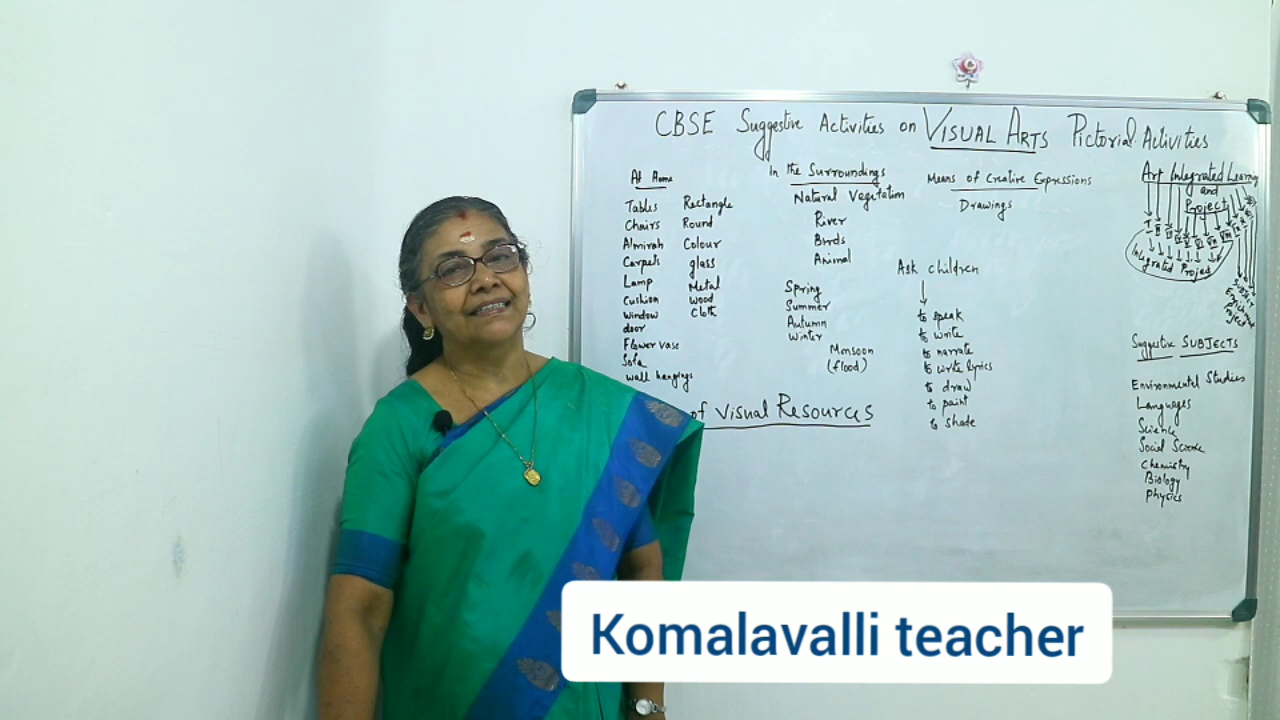 CBSE Suggestive Activities on VISUAL ARTS Pictorial Activities
At Home
Tables Rectangle
Chairs Round
Almirah Colour
Carpets glass
Lamp Metal
Cushion wood
window cloth
door
Flower vase
Sofa
wall hangings
In the Surroundings
Natural Vegetation
River
Birds
Animal
Spring
Summer
Autumn
Winter
Monsoon
(flood)
of Visual Resources
Means of Creative Expressions
Drawings
Ask children
to speak
to write
to narrate
to write lyrics
to draw
to paint
to shade
Art Integrated Learning
and
Project
Integrated Project
Suggestive SUBJECTS
Environmental Studies
Languages
Science
Social Science
Chemistry
Biology
Physics
Komalavalli teacher